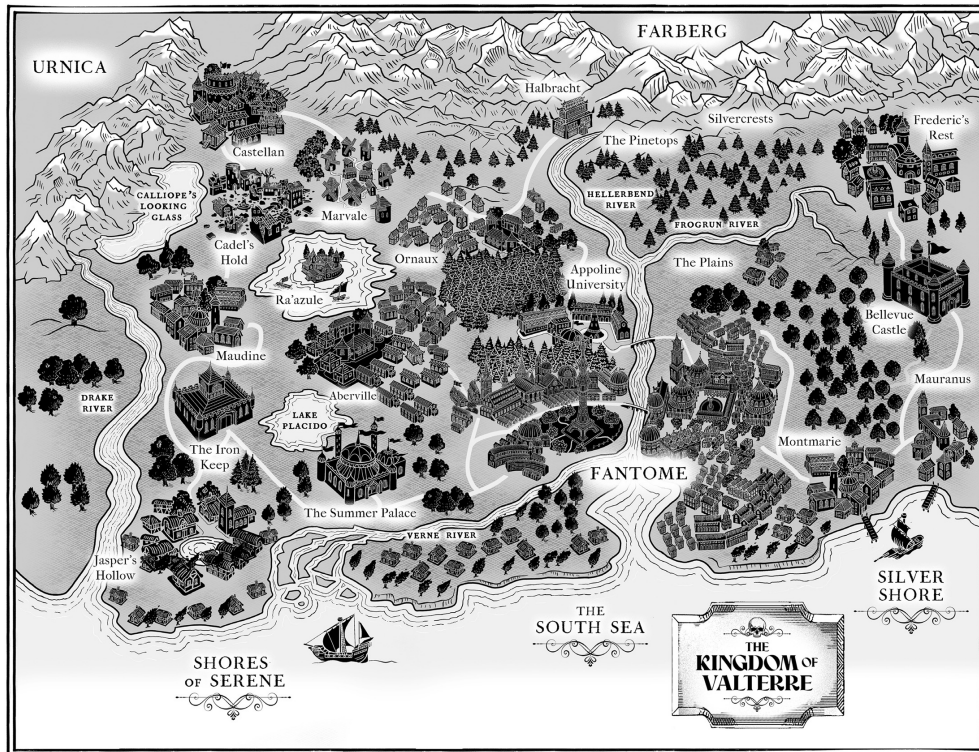 FARBERG
URNICA
Halbracht
Silvercrests
Frederic's
Rest
The Pinetops
Castellan
CALLIOPE'S
LOOKING
GLASS
HELLERBEND
RIVER
Marvale
FROGRUN RIVER
Cadel's
Hold
Ornaux
The Plains
Appoline
University
Ra'azule
Bellevue
Castle
Maudine
Mauranus
DRAKE
RIVER
Aberville
LAKE
PLACIDO
Montmarie
The Iron
Keep
FANTOME
The Summer Palace
VERNE RIVER
Jasper's
Hollow
SILVER
SHORE
THE
SOUTH SEA
SHORES
OF SERENE
THE
KINGDOM OF
VALTERRE